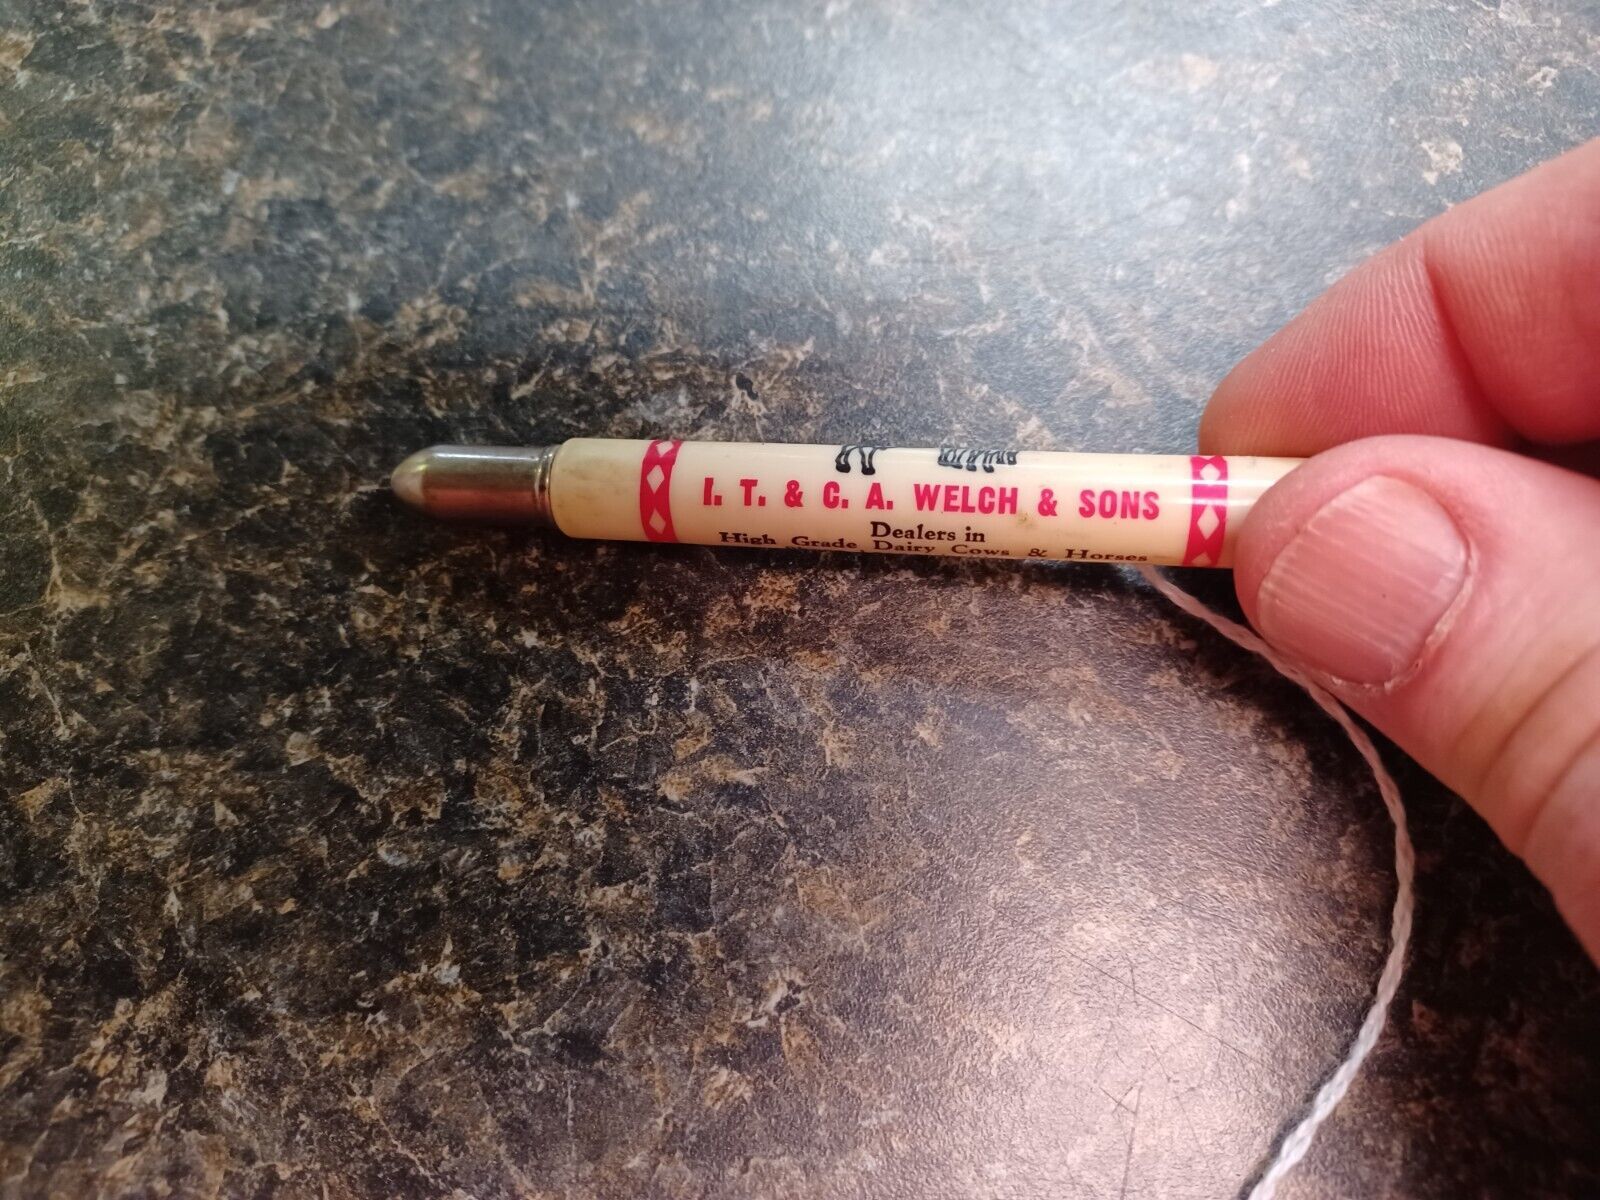 I. T. & C. A. WELCH & SONS
Dealers in
High Grade Dairy Cows & Horses